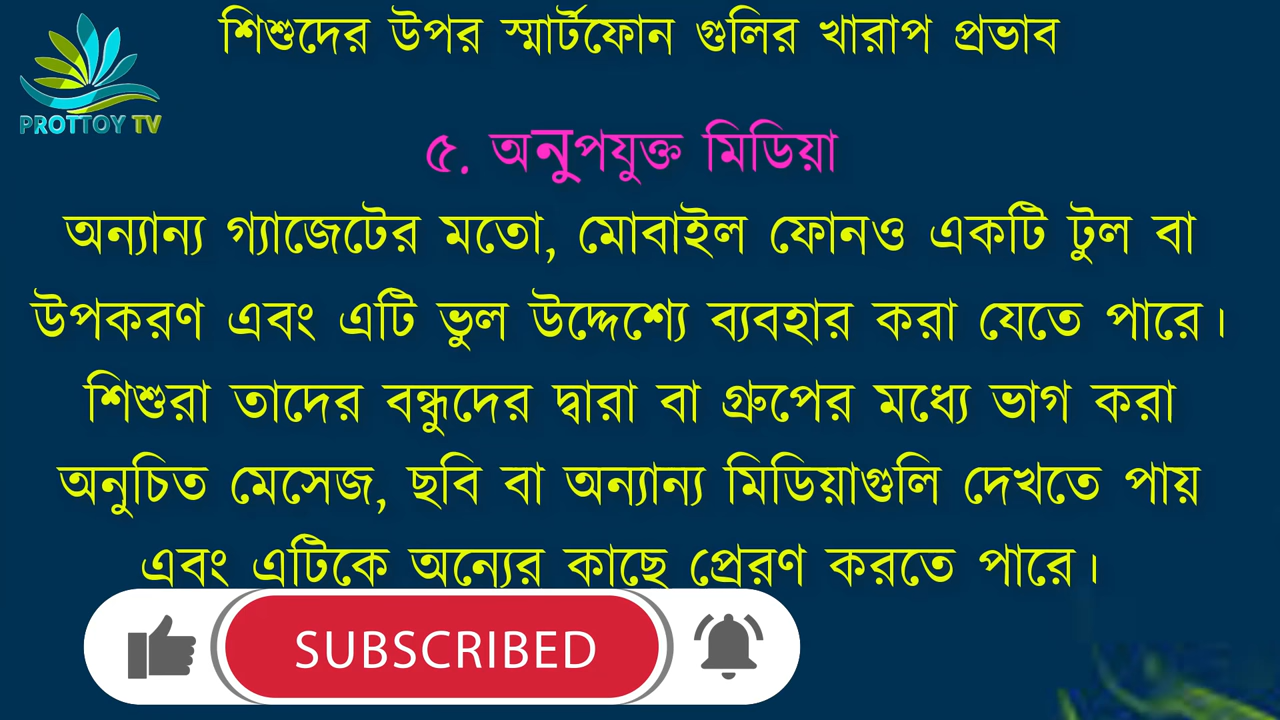 শিশুদের উপর স্মার্টফোন গুলির খারাপ প্রভাব
PROTTOY TV
৫. অনুপযুক্ত মিডিয়া
অন্যান্য গ্যাজেটের মতো, মোবাইল ফোনও একটি টুল বা
উপকরণ এবং এটি ভুল উদ্দেশ্যে ব্যবহার করা যেতে পারে।
শিশুরা তাদের বন্ধুদের দ্বারা বা গ্রুপের মধ্যে ভাগ করা
অনুচিত মেসেজ, ছবি বা অন্যান্য মিডিয়াগুলি দেখতে পায়
এবং এটিকে অন্যের কাছে প্রেরণ করতে পারে।
SUBSCRIBED